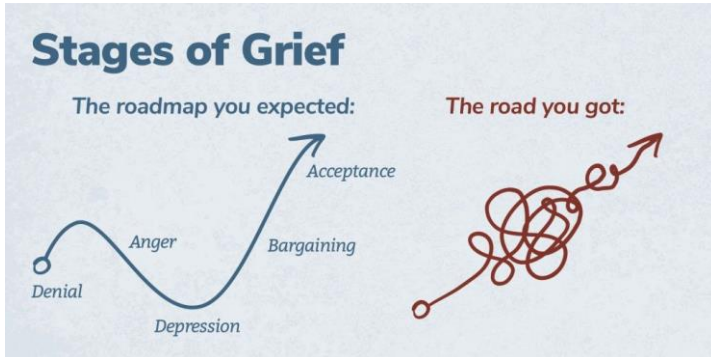 Stages of Grief
The roadmap you expected:
Denial
Anger
Depression
Bargaining
Acceptance
The road you got: